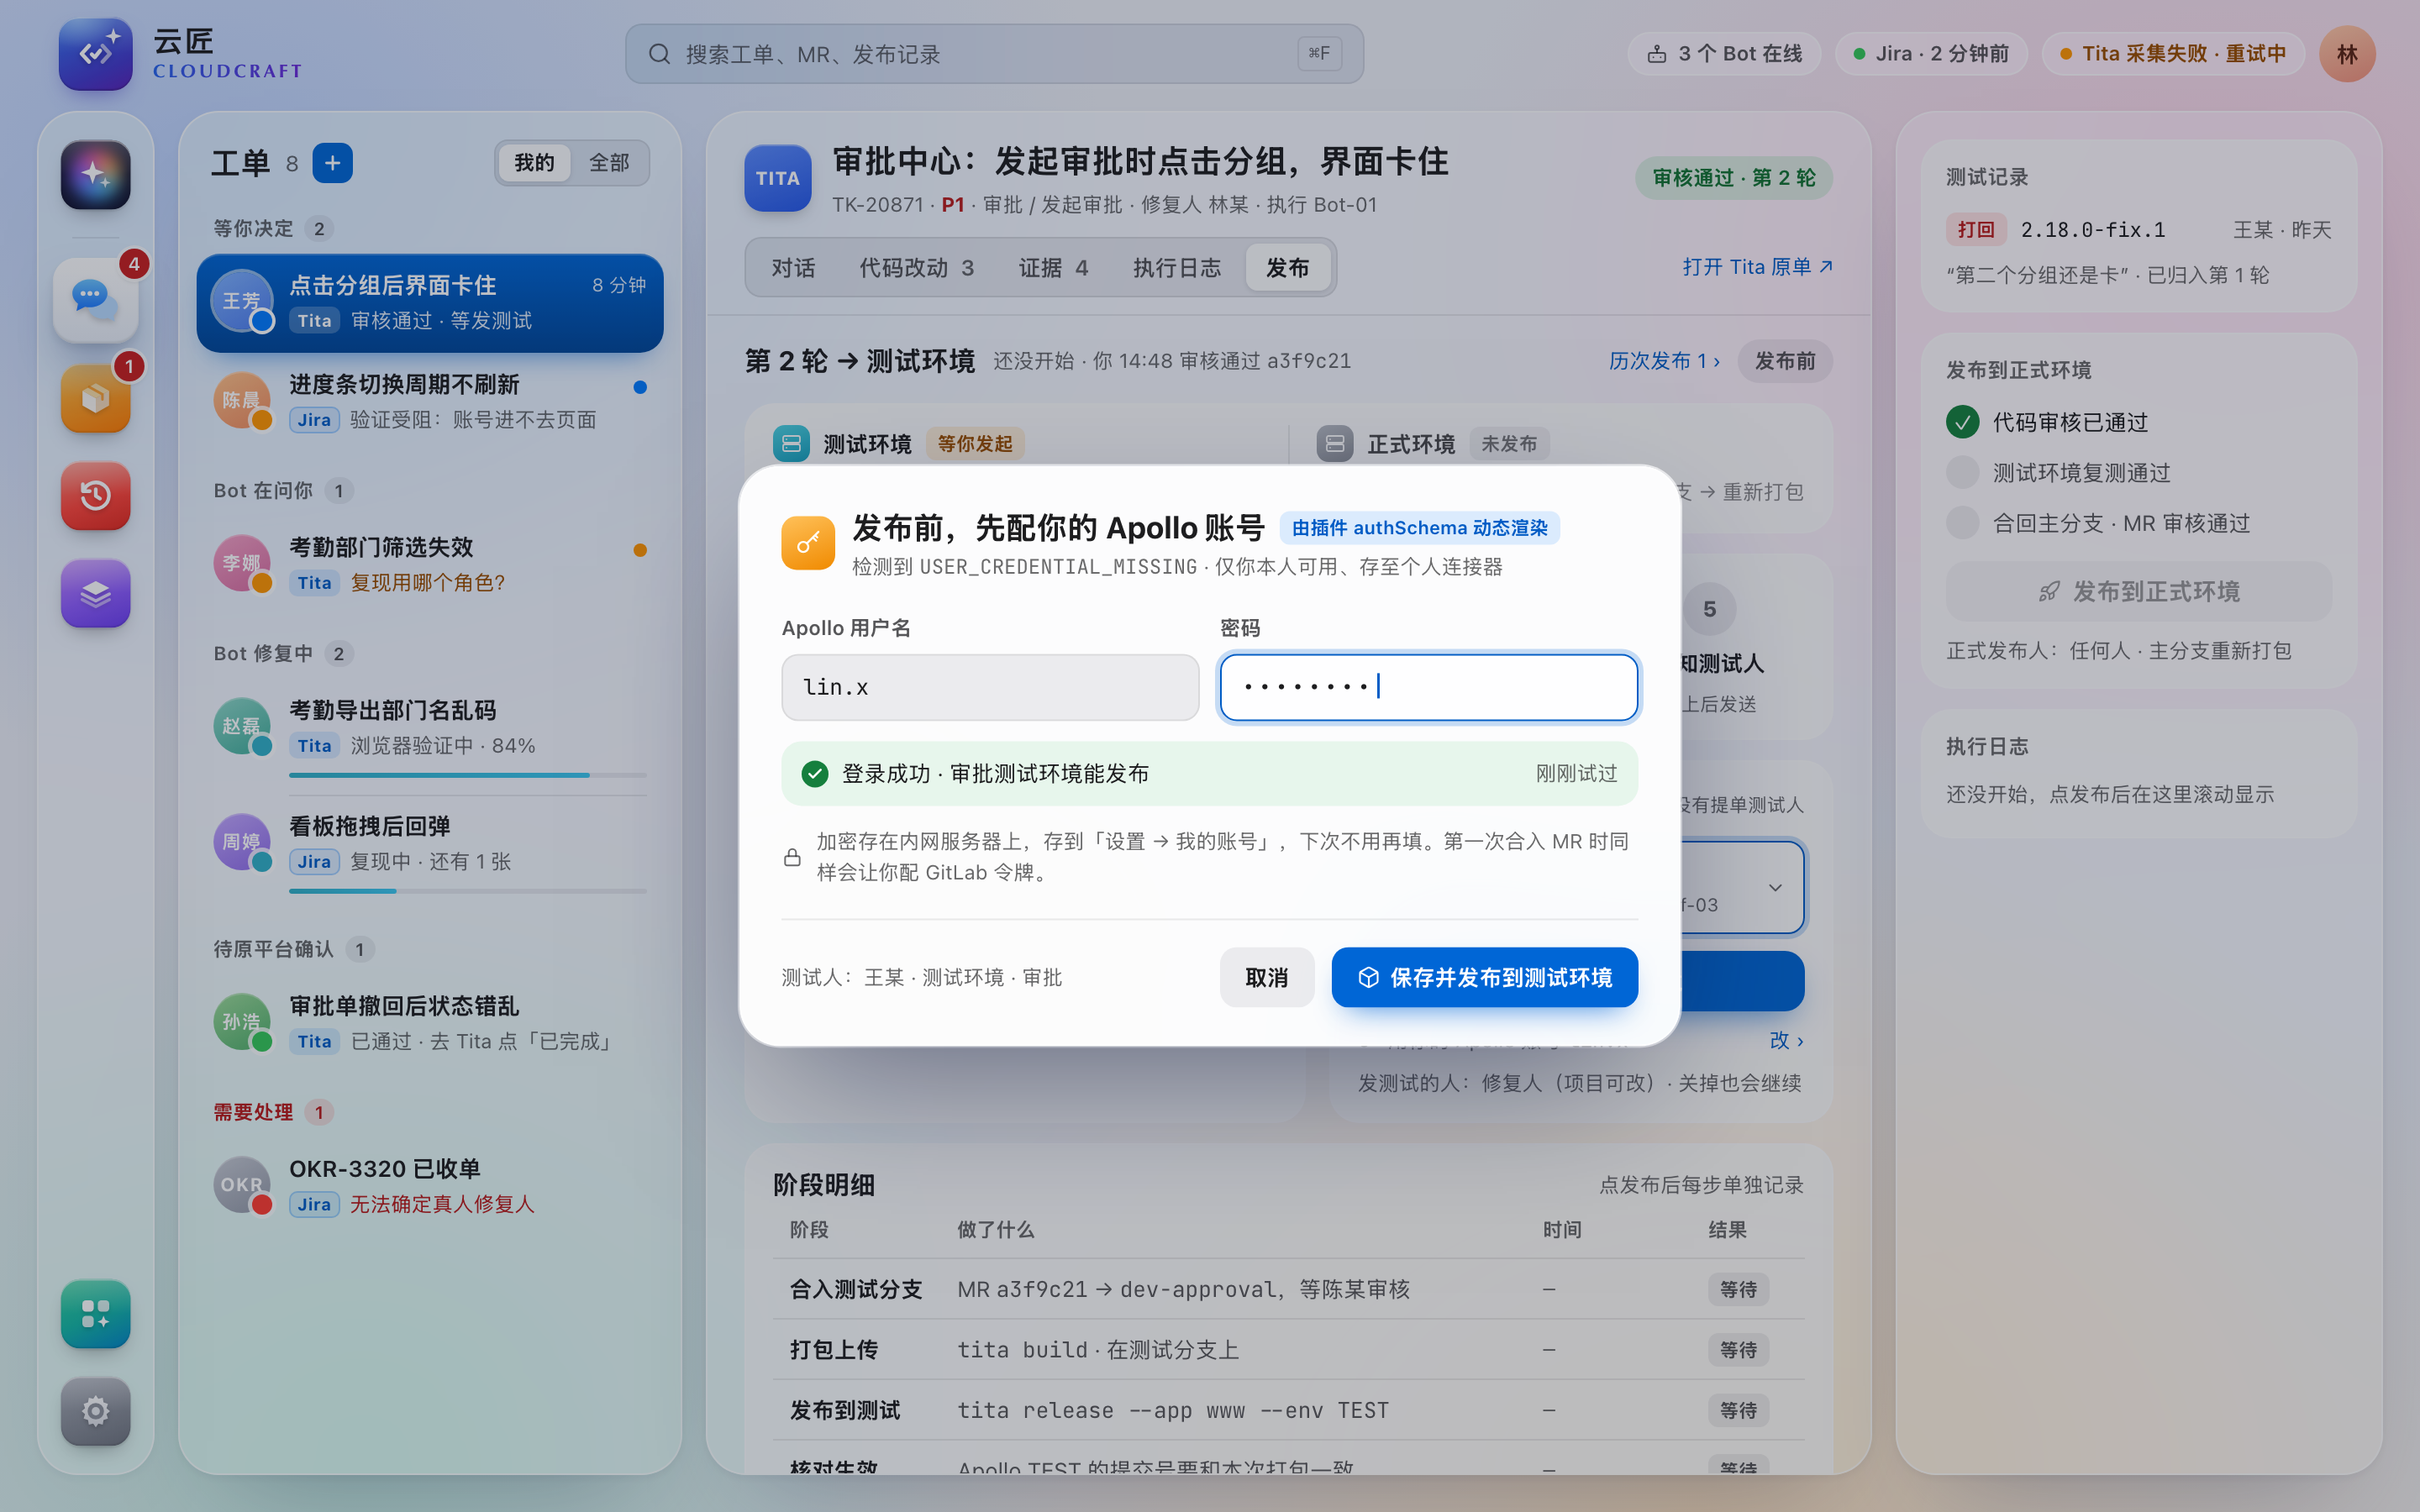 云匠
CLOUDCRAFT
搜索工单、MR、发布记录
⌘F
3 个 Bot 在线
Jira · 2 分钟前
Tita 采集失败 · 重试中
林
4
1
工单 8
我的 全部
等你决定 2
王芳
点击分组后界面卡住 8 分钟
Tita 审核通过 · 等发测试
陈晨
进度条切换周期不刷新
Jira 验证受阻：账号进不去页面
Bot 在问你 1
李娜
考勤部门筛选失效
Tita 复现用哪个角色?
Bot 修复中 2
赵磊
考勤导出部门名乱码
Tita 浏览器验证中 · 84%
周婷
看板拖拽后回弹
Jira 复现中 · 还有 1 张
待原平台确认 1
孙浩
审批单撤回后状态错乱
Tita 已通过 · 去 Tita 点「已完成」
需要处理 1
OKR
OKR-3320 已收单
Jira 无法确定真人修复人
TITA
审批中心：发起审批时点击分组，界面卡住
TK-20871 · P1 · 审批 / 发起审批 · 修复人 林某 · 执行 Bot-01
审核通过 · 第 2 轮
对话 代码改动 3 证据 4 执行日志 发布
打开 Tita 原单 ↗
第 2 轮 → 测试环境 还没开始 · 你 14:48 审核通过 a3f9c21
历次发布 1 › 发布前
测试环境 等你发起
正式环境 未发布
支 → 重新打包
5
知测试人
上后发送
没有提单测试人
f-03
改 ›
发测试的人：修复人（项目可改）· 关掉也会继续
发布前，先配你的 Apollo 账号 由插件 authSchema 动态渲染
检测到 USER_CREDENTIAL_MISSING · 仅你本人可用、存至个人连接器
Apollo 用户名
lin.x
密码
••••••••
登录成功 · 审批测试环境能发布 刚刚试过
加密存在内网服务器上，存到「设置 → 我的账号」，下次不用再填。第一次合入 MR 时同
样会让你配 GitLab 令牌。
测试人：王某 · 测试环境 · 审批
取消
保存并发布到测试环境
阶段明细 点发布后每步单独记录
阶段 做了什么 时间 结果
合入测试分支 MR a3f9c21 → dev-approval，等陈某审核 — 等待
打包上传 tita build · 在测试分支上 — 等待
发布到测试 tita release --app www --env TEST — 等待
核对生效 Apollo TEST 的提交号要和本次打包一致 — 等待
测试记录
打回 2.18.0-fix.1 王某 · 昨天
“第二个分组还是卡” · 已归入第 1 轮
发布到正式环境
代码审核已通过
测试环境复测通过
合回主分支 · MR 审核通过
发布到正式环境
正式发布人：任何人 · 主分支重新打包
执行日志
还没开始，点发布后在这里滚动显示